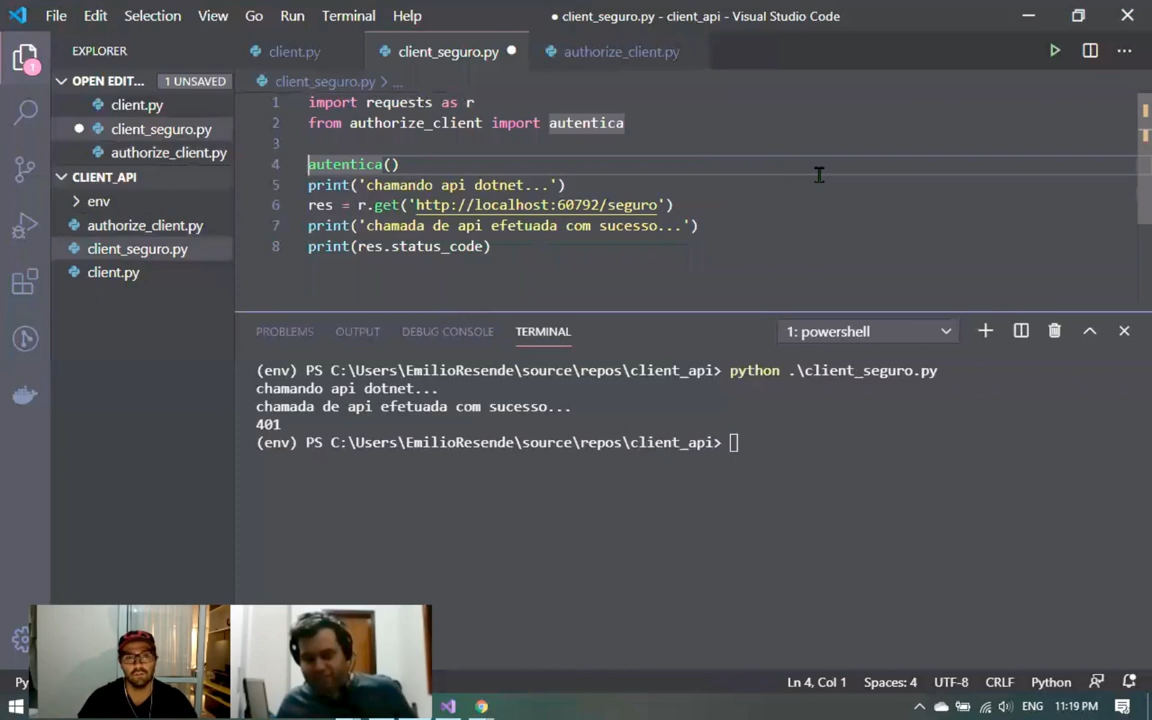 File Edit Selection View Go Run Terminal Help ● client_seguro.py - client_api - Visual Studio Code
EXPLORER
client.py client_seguro.py authorize_client.py
OPEN EDIT... 1 UNSAVED
client.py
client_seguro.py
authorize_client.py
CLIENT_API
env
authorize_client.py
client_seguro.py
client.py
1
client_seguro.py > ...
1 import requests as r
2 from authorize_client import autentica
3
4 autentica()
5 print('chamando api dotnet...')
6 res = r.get('http://localhost:60792/seguro')
7 print('chamada de api efetuada com sucesso...')
8 print(res.status_code)
PROBLEMS OUTPUT DEBUG CONSOLE TERMINAL 1: powershell
(env) PS C:\Users\EmilioResende\source\repos\client_api> python .\client_seguro.py
chamando api dotnet...
chamada de api efetuada com sucesso...
401
(env) PS C:\Users\EmilioResende\source\repos\client_api>
Py Ln 4, Col 1 Spaces: 4 UTF-8 CRLF Python
ENG 11:19 PM